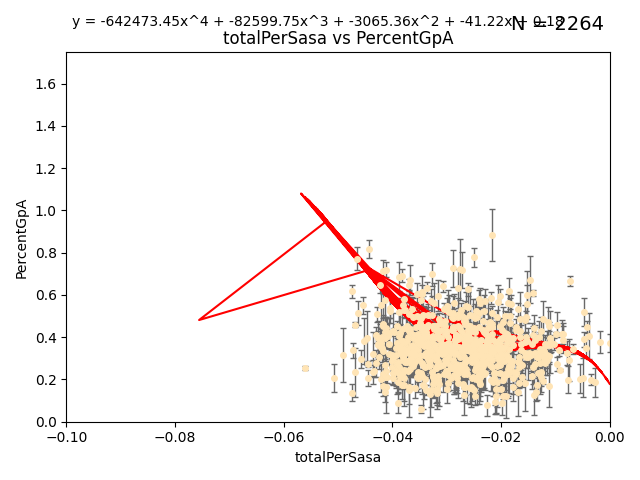 y = -642473.45x^4 + -82599.75x^3 + -3065.36x^2 + -41.22x + 0.18
N = 2264
totalPerSasa vs PercentGpA
PercentGpA
1.6
1.4
1.2
1.0
0.8
0.6
0.4
0.2
0.0
−0.10 −0.08 −0.06 −0.04 −0.02 0.00
totalPerSasa